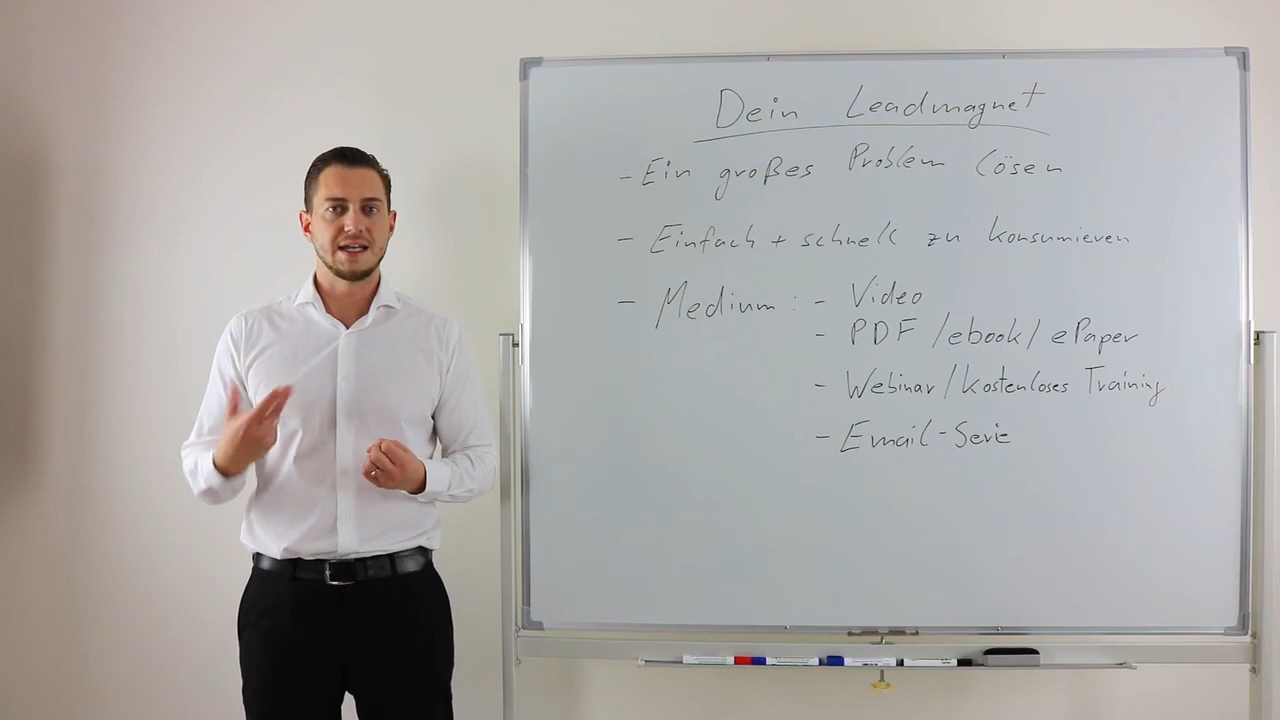 Dein Leadmagnet
- Ein großes Problem lösen
- Einfach + schnell zu konsumieren
- Medium: - Video
- PDF / ebook / ePaper
- Webinar / kostenloses Training
- Email-Serie